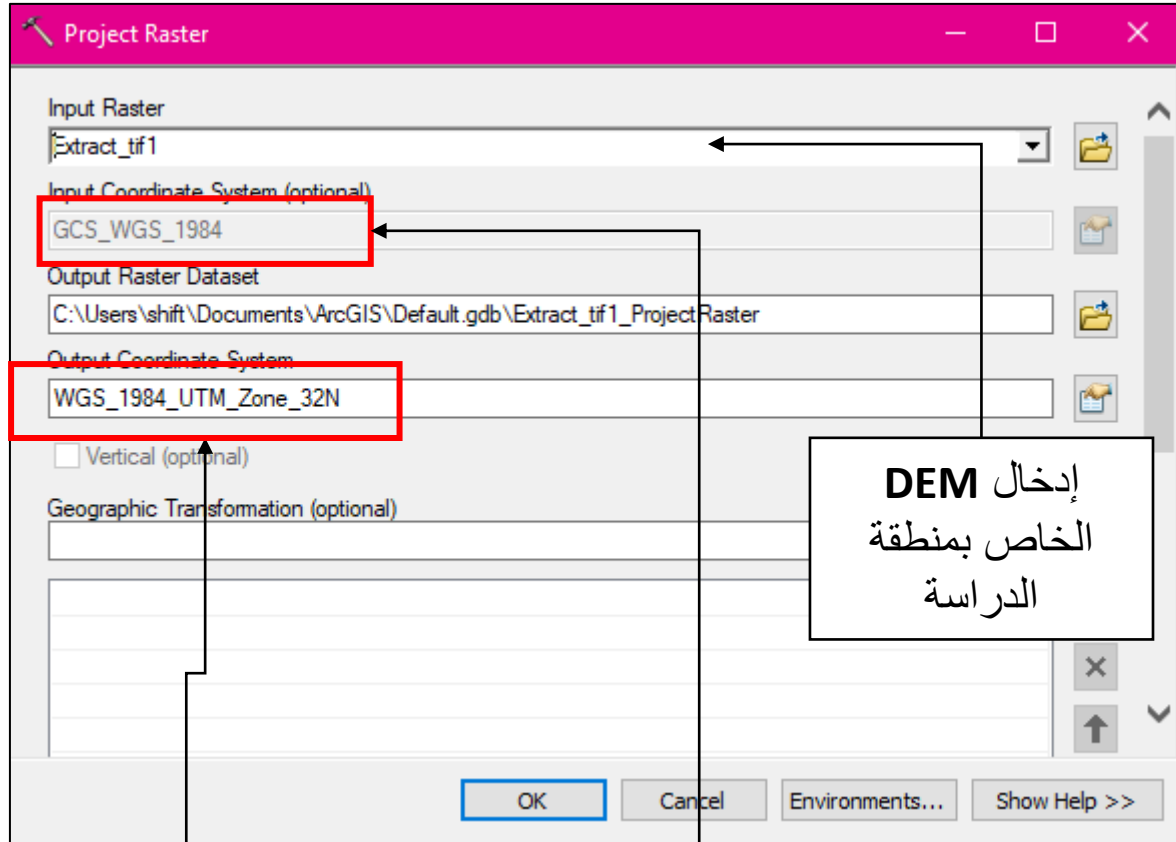 Project Raster
Input Raster
Extract_tif1
Input Coordinate System (optional)
GCS_WGS_1984
Output Raster Dataset
C:\Users\shift\Documents\ArcGIS\Default.gdb\Extract_tif1_ProjectRaster
Output Coordinate System
WGS_1984_UTM_Zone_32N
Vertical (optional)
Geographic Transformation (optional)
إدخال DEM
الخاص بمنطقة
الدراسة
OK
Cancel
Environments...
Show Help >>